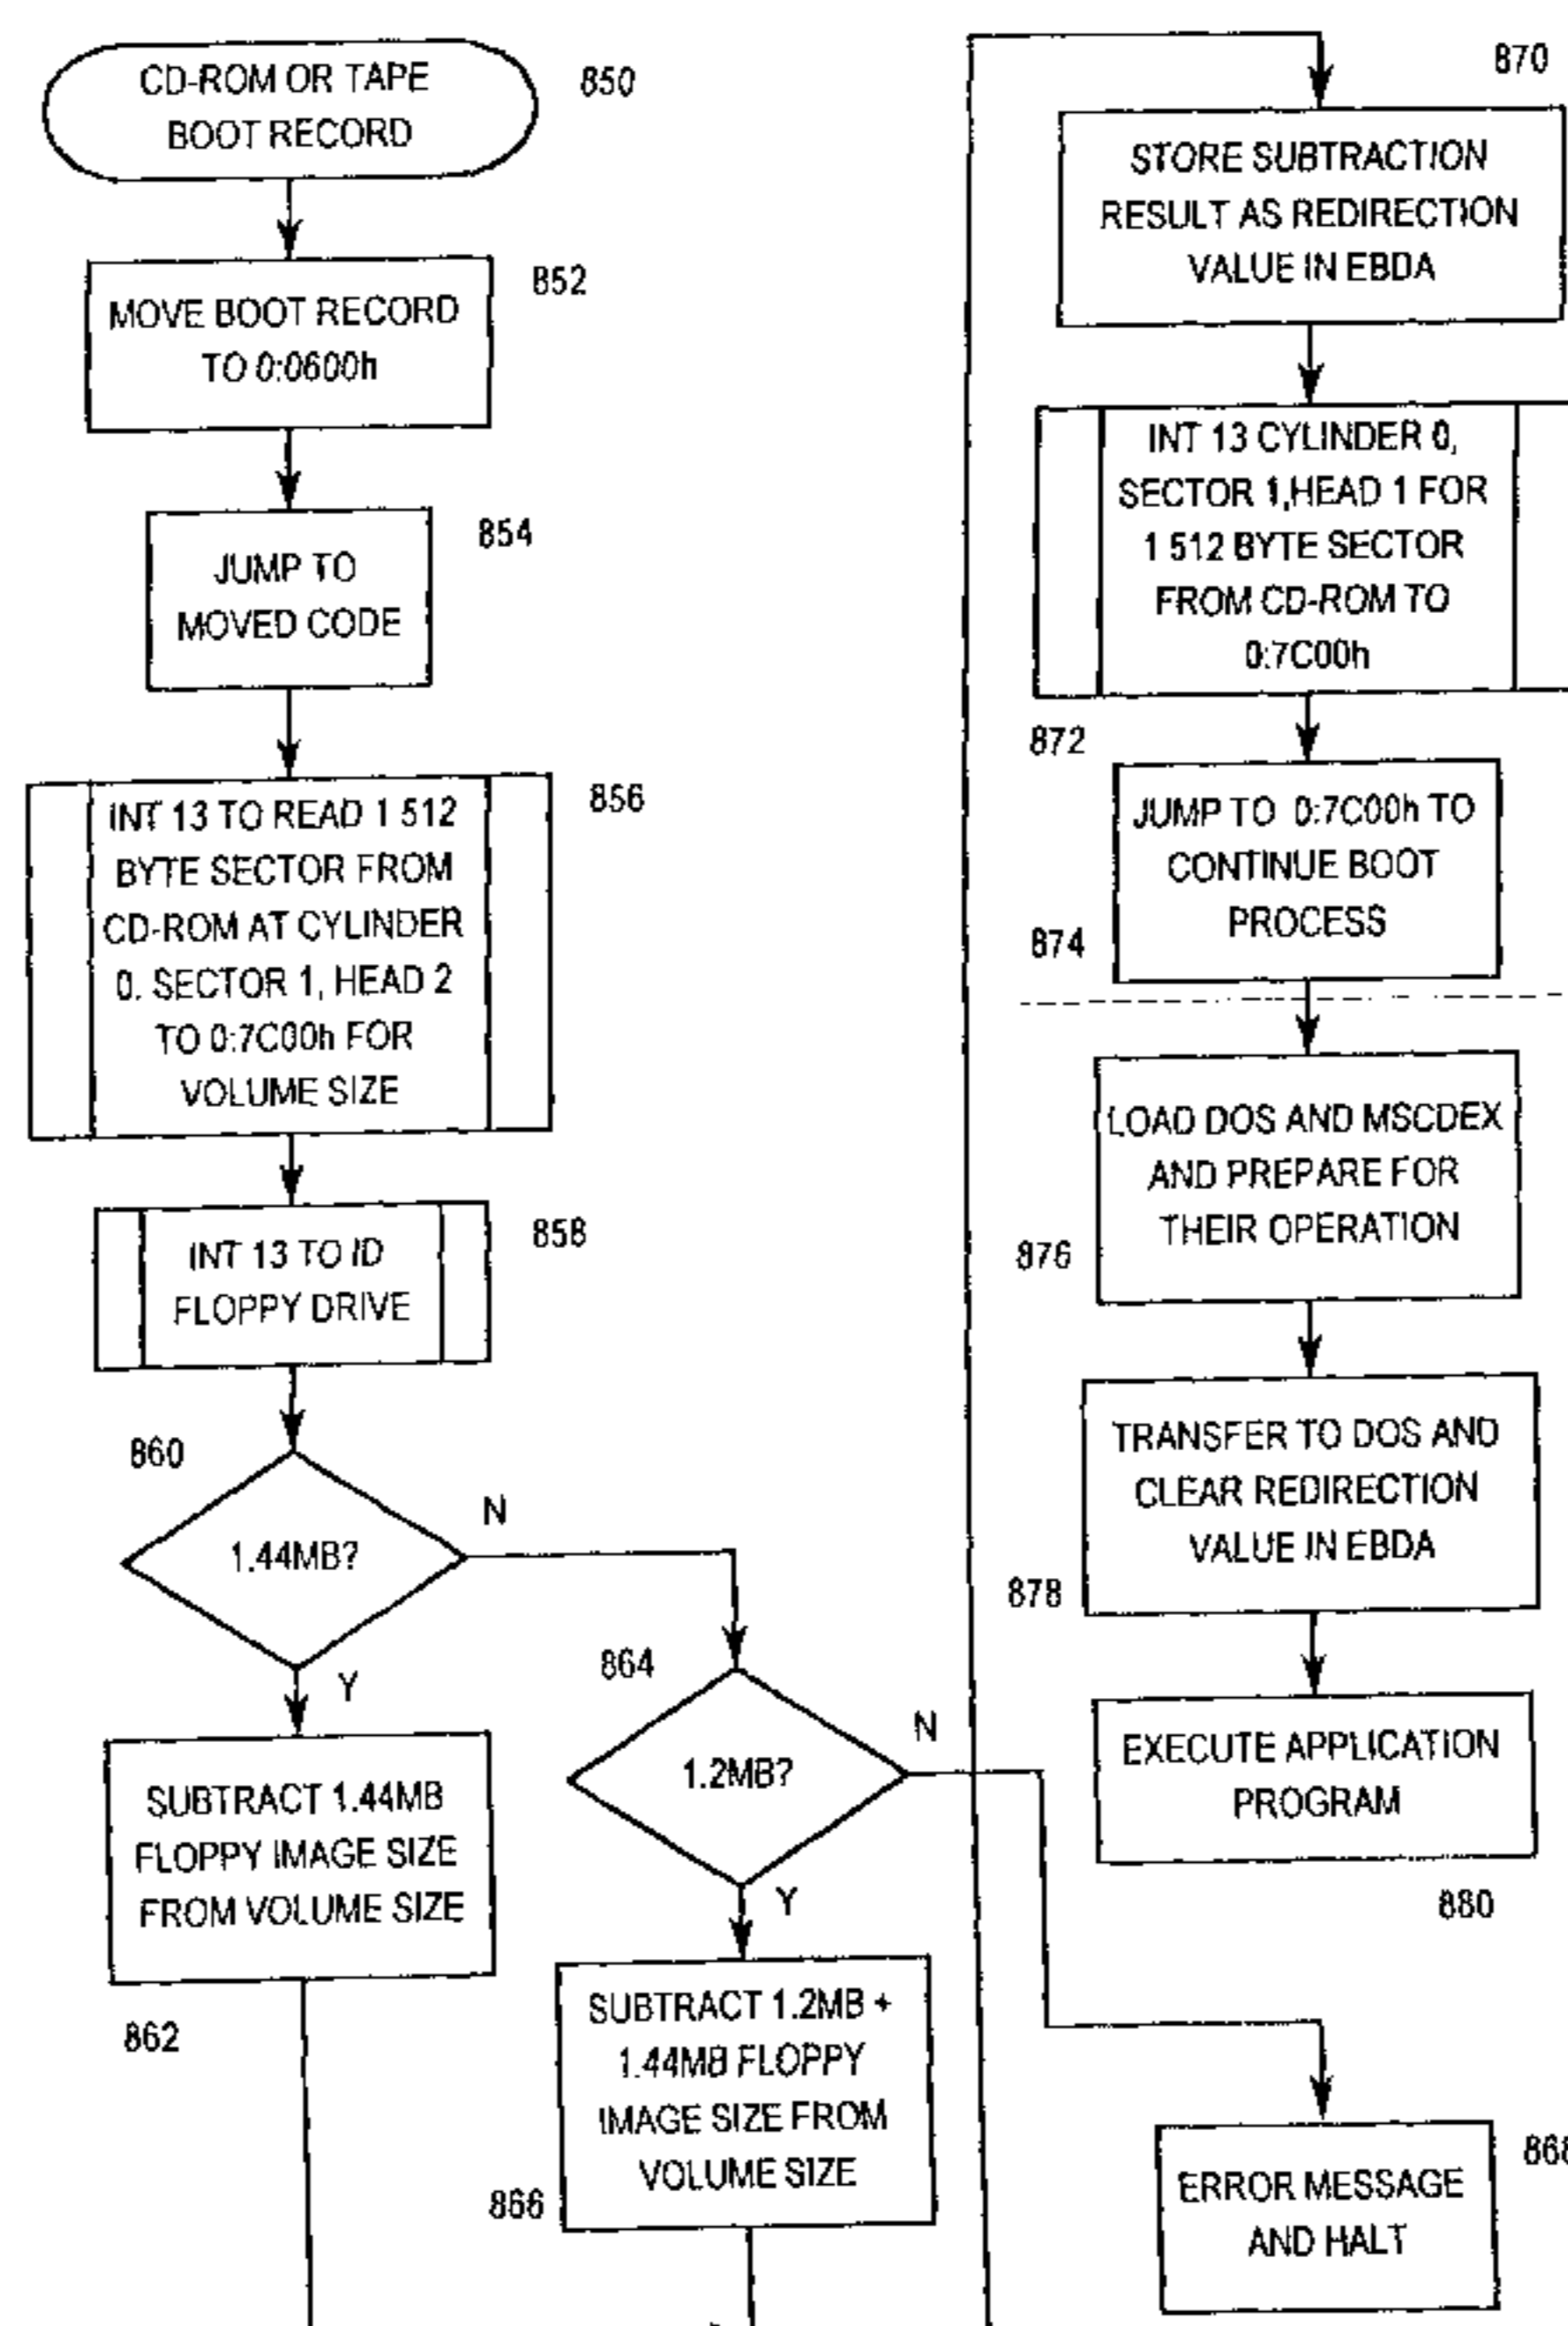 CD-ROM OR TAPE
BOOT RECORD
850
MOVE BOOT RECORD
TO 0:0600h
852
JUMP TO
MOVED CODE
854
INT 13 TO READ 1 512
BYTE SECTOR FROM
CD-ROM AT CYLINDER
0. SECTOR 1, HEAD 2
TO 0:7C00h FOR
VOLUME SIZE
856
INT 13 TO ID
FLOPPY DRIVE
858
860
1.44MB?
N
Y
SUBTRACT 1.44MB
FLOPPY IMAGE SIZE
FROM VOLUME SIZE
862
864
1.2MB?
N
Y
SUBTRACT 1.2MB +
1.44MB FLOPPY
IMAGE SIZE FROM
VOLUME SIZE
866
870
STORE SUBTRACTION
RESULT AS REDIRECTION
VALUE IN EBDA
INT 13 CYLINDER 0,
SECTOR 1,HEAD 1 FOR
1 512 BYTE SECTOR
FROM CD-ROM TO
0:7C00h
872
JUMP TO 0:7C00h TO
CONTINUE BOOT
PROCESS
874
LOAD DOS AND MSCDEX
AND PREPARE FOR
THEIR OPERATION
876
TRANSFER TO DOS AND
CLEAR REDIRECTION
VALUE IN EBDA
878
EXECUTE APPLICATION
PROGRAM
880
ERROR MESSAGE
AND HALT
868